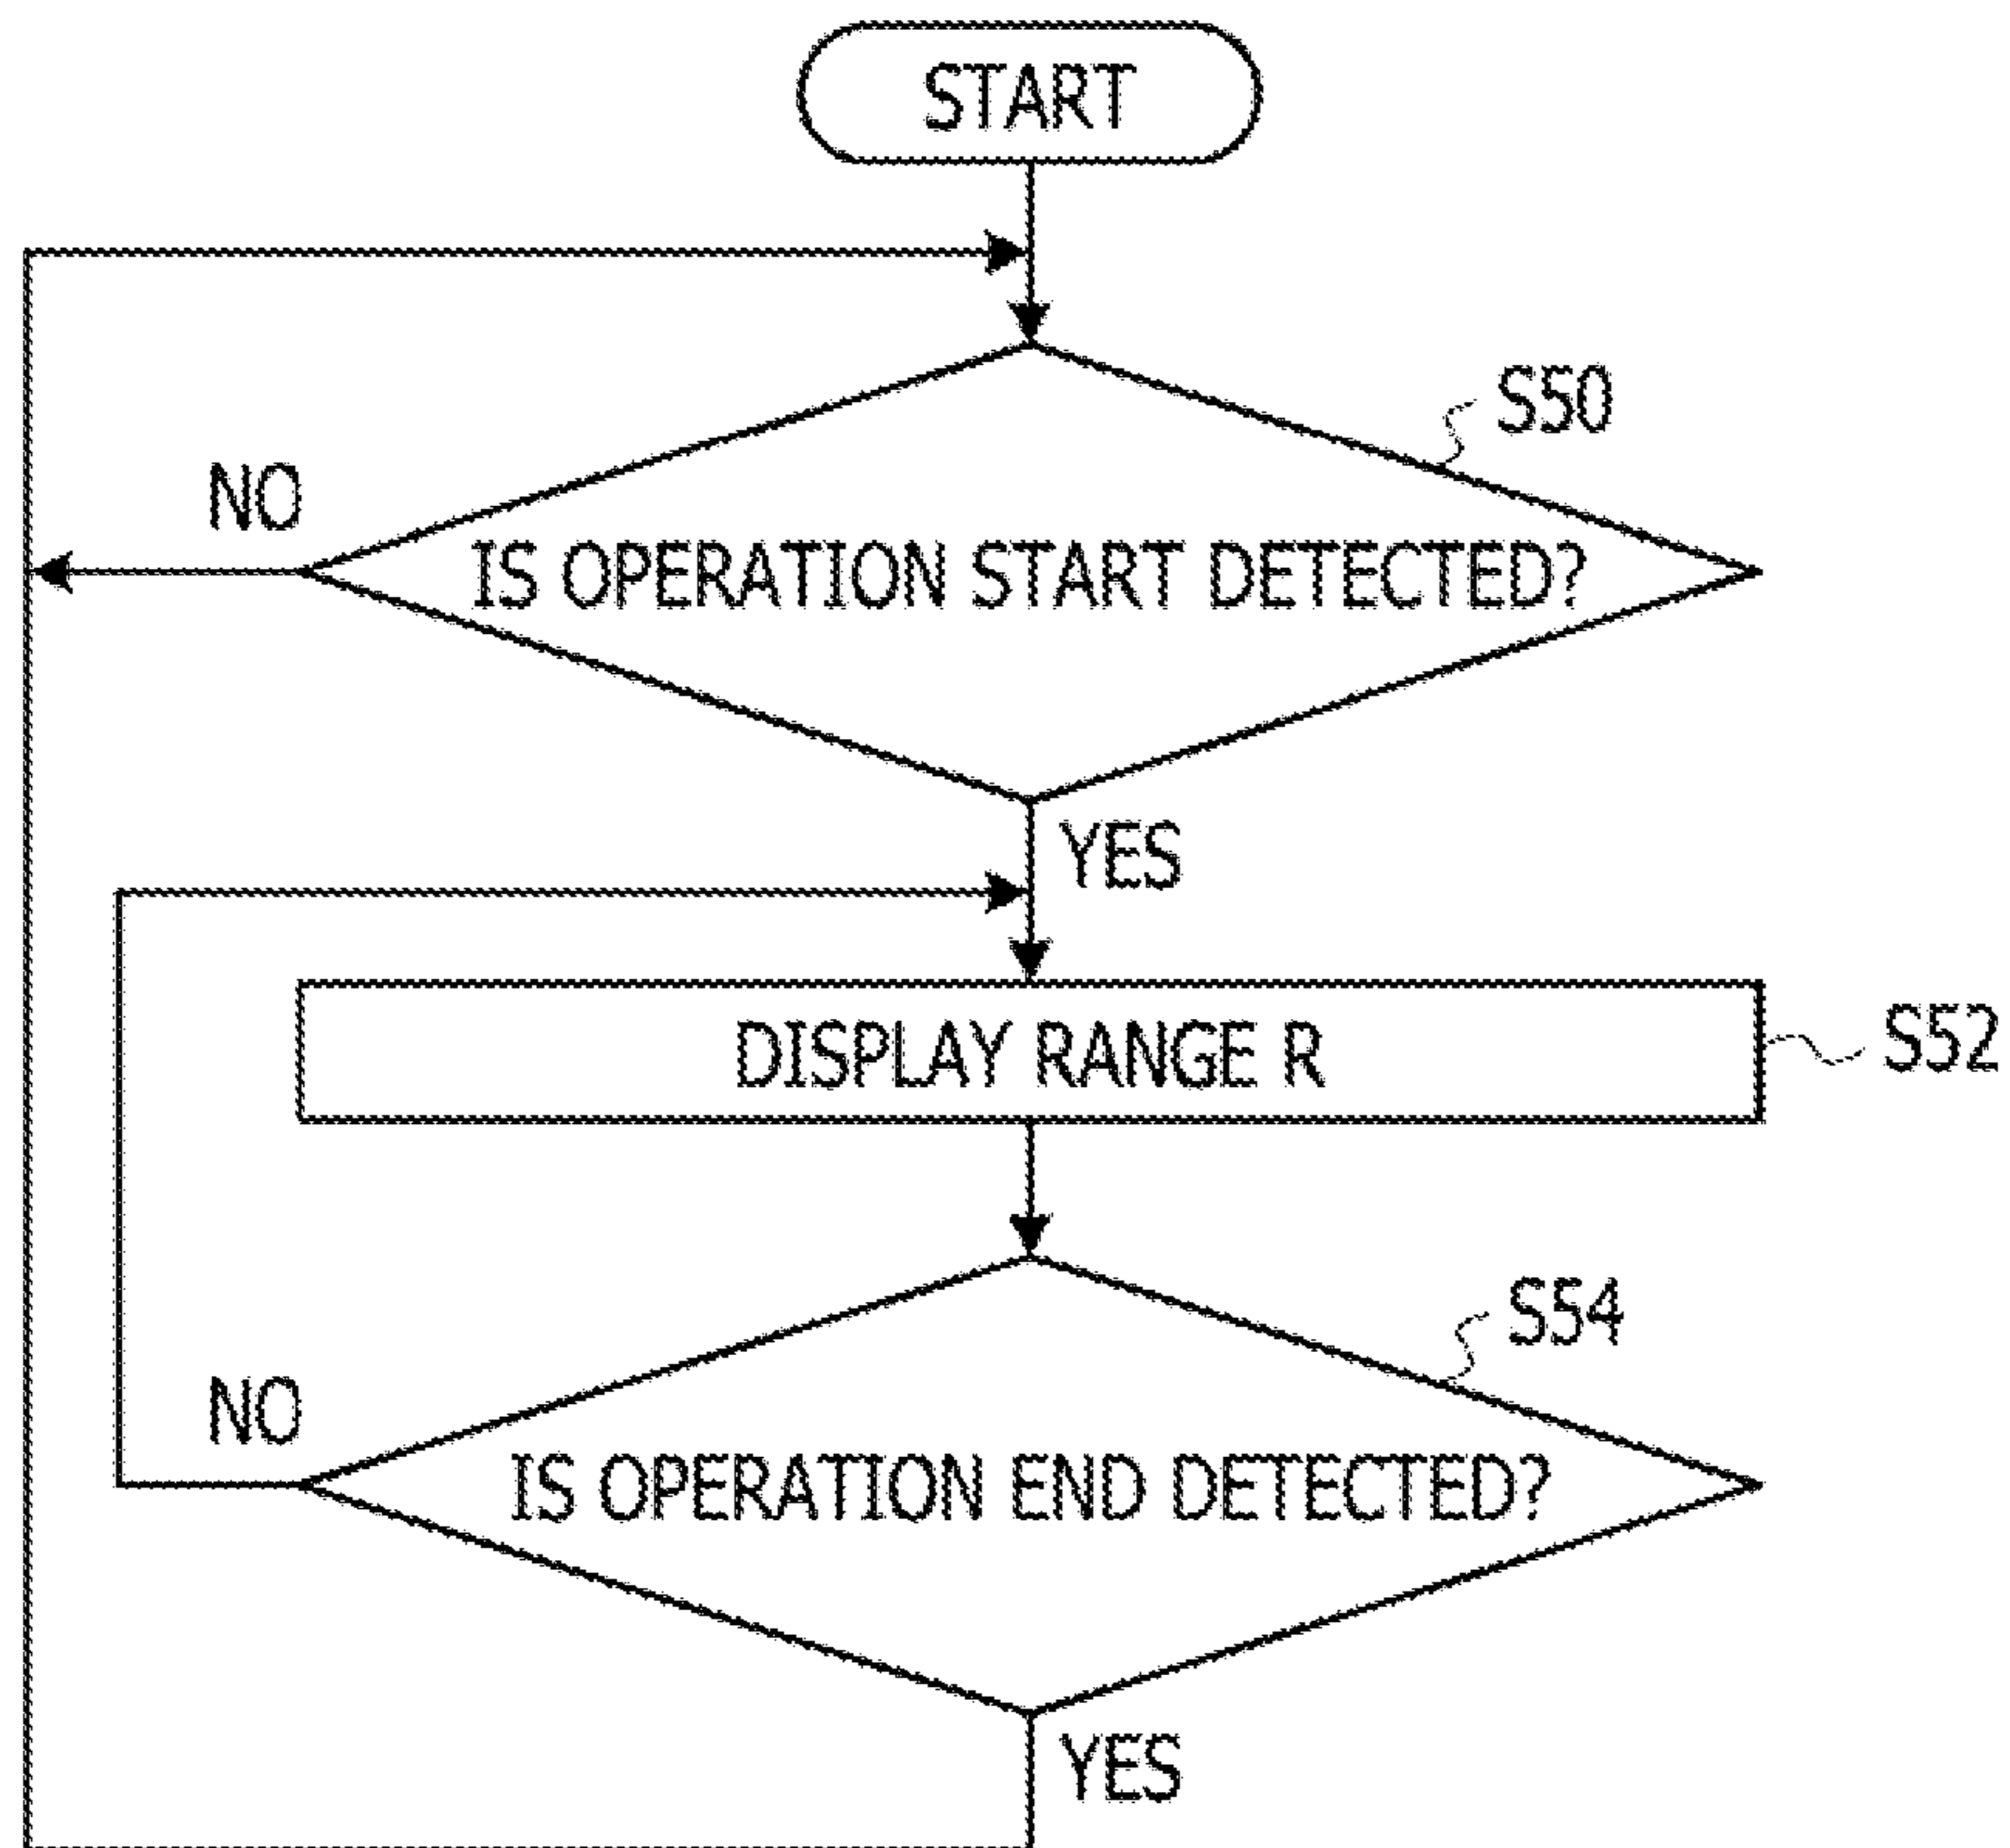 START
S50
NO
IS OPERATION START DETECTED?
YES
DISPLAY RANGE R
S52
S54
NO
IS OPERATION END DETECTED?
YES